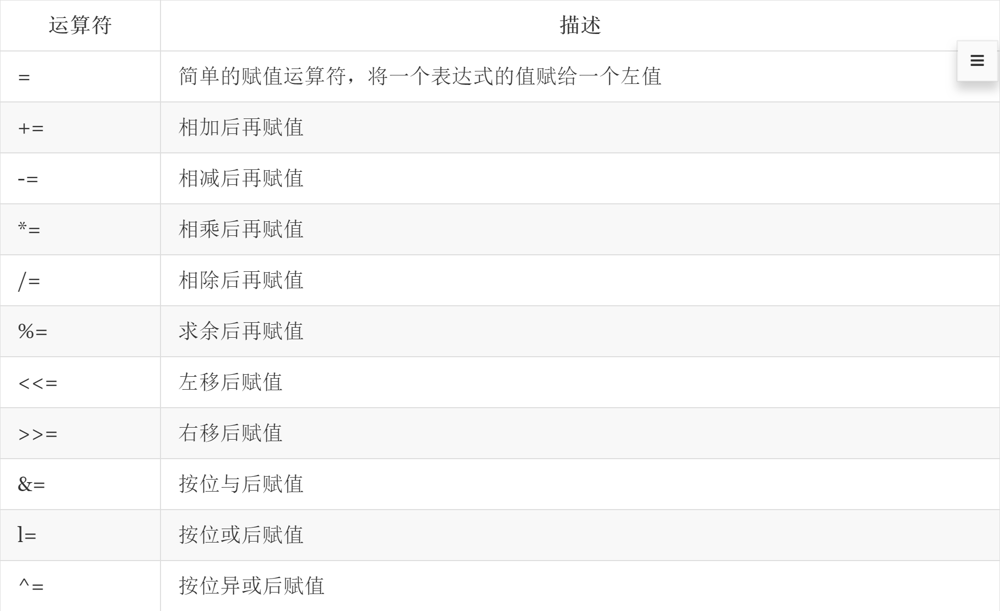 运算符 描述
= 简单的赋值运算符，将一个表达式的值赋给一个左值
+= 相加后再赋值
-= 相减后再赋值
*= 相乘后再赋值
/= 相除后再赋值
%= 求余后再赋值
<<= 左移后赋值
>>= 右移后赋值
&= 按位与后赋值
l= 按位或后赋值
^= 按位异或后赋值